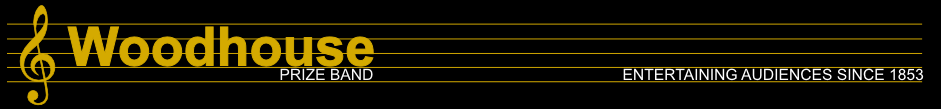 Woodhouse
PRIZE BAND
ENTERTAINING AUDIENCES SINCE 1853